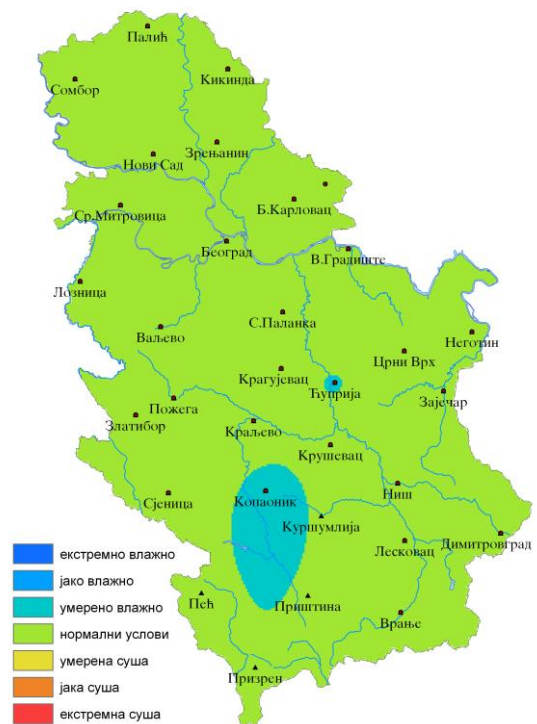 Палић
Кикинда
Сомбор
Зрењанин
Нови Сад
Б.Карловац
Ср.Митровица
Београд
В.Градиште
Лозница
С.Паланка
Ваљево
Неготин
Црни Врх
Крагујевац
Ћуприја
Зајечар
Пожега
Златибор
Краљево
Крушевац
Ниш
Сјеница
Копаоник
Куршумлија
Димитровград
Лесковац
Пећ
Приштина
Врање
Призрен
екстремно влажно
јако влажно
умерено влажно
нормални услови
умерена суша
јака суша
екстремна суша